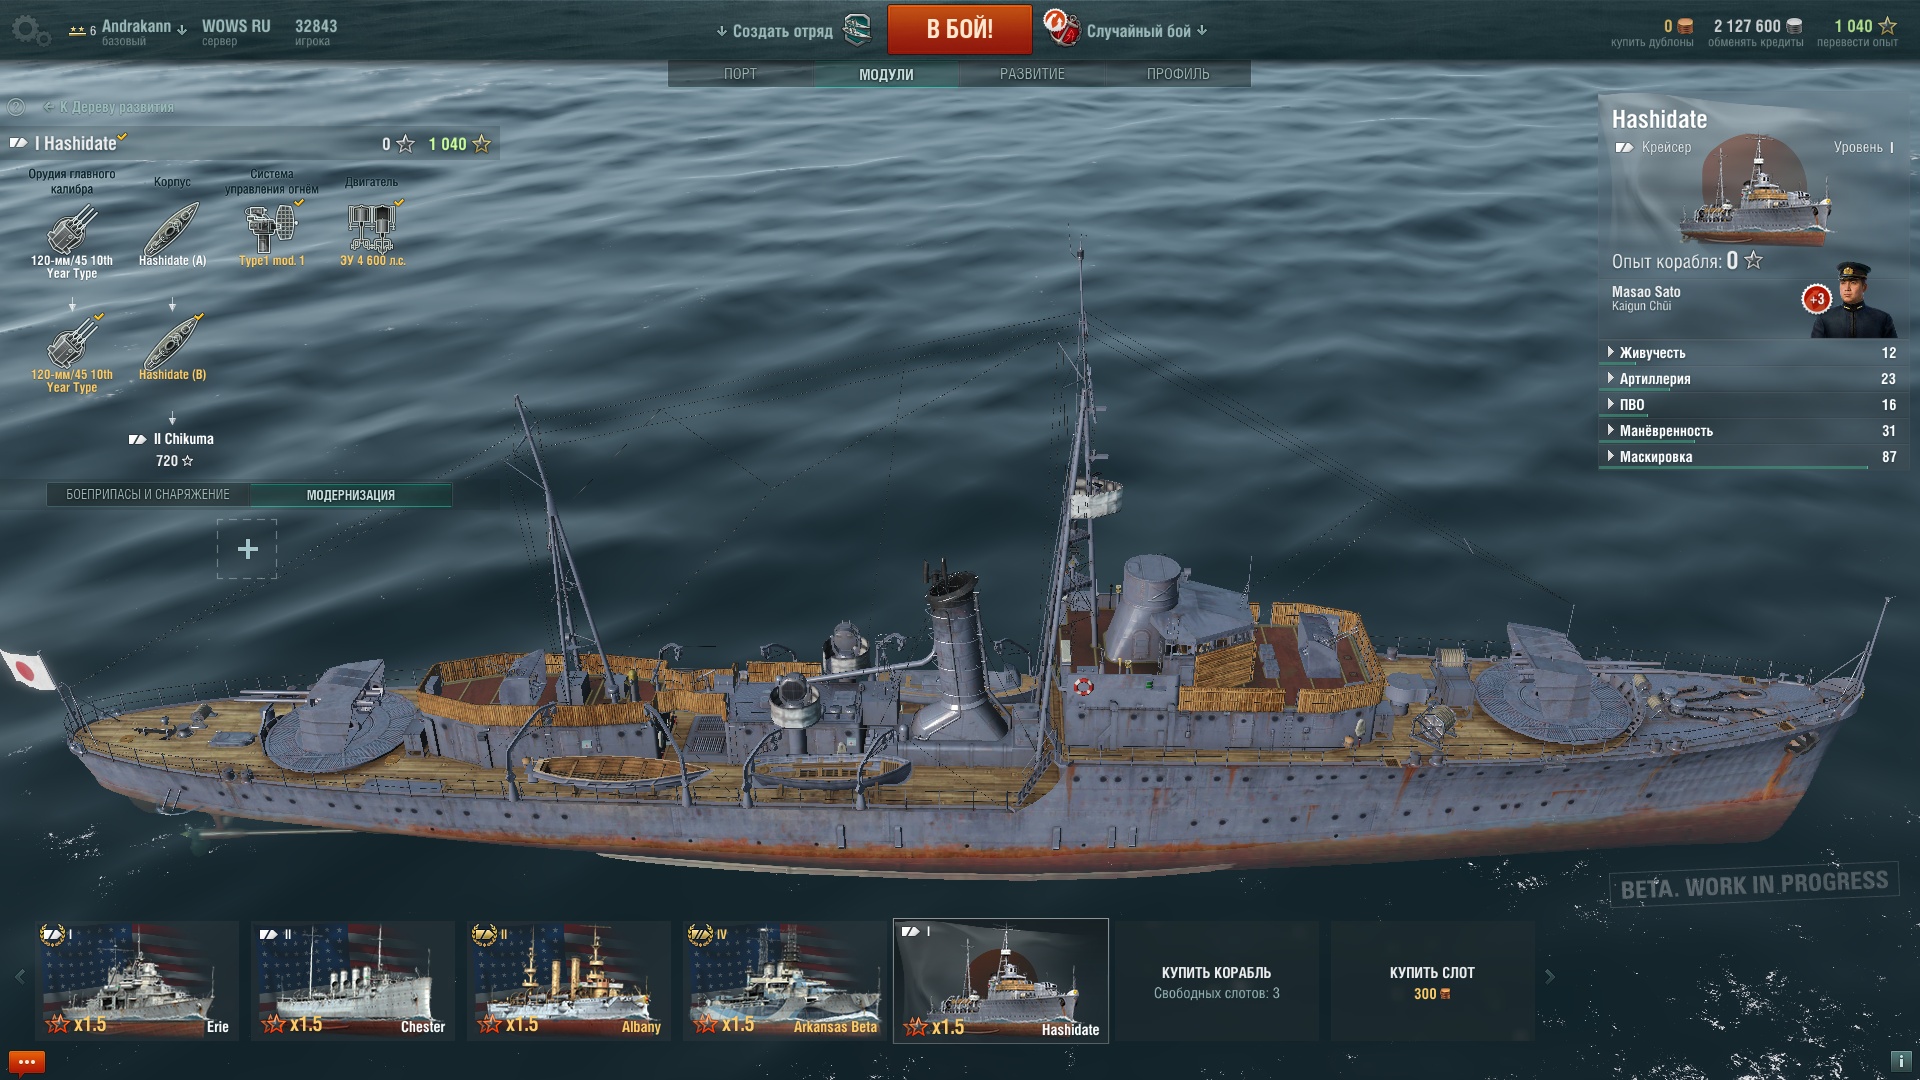 6 Andrakann
базовый
WOWS RU
сервер
32843
игрока
Создать отряд
В БОЙ!
Случайный бой
0
купить дублоны
2 127 600
обменять кредиты
1 040
перевести опыт
ПОРТ
МОДУЛИ
РАЗВИТИЕ
ПРОФИЛЬ
К Дереву развития
I Hashidate
0
1 040
Орудия главного
калибра
Корпус
Система
управления огнём
Двигатель
120-мм/45 10th
Year Type
Hashidate (A)
Type1 mod. 1
ЭУ 4 600 л.с.
120-мм/45 10th
Year Type
Hashidate (B)
II Chikuma
720
БОЕПРИПАСЫ И СНАРЯЖЕНИЕ
МОДЕРНИЗАЦИЯ
+
Hashidate
Крейсер
Уровень I
Опыт корабля: 0
Masao Sato
Kaigun Chūi
+3
Живучесть 12
Артиллерия 23
ПВО 16
Манёвренность 31
Маскировка 87
BETA. WORK IN PROGRESS
I
x1.5
Erie
II
x1.5
Chester
II
x1.5
Albany
IV
x1.5
Arkansas Beta
I
x1.5
Hashidate
КУПИТЬ КОРАБЛЬ
Свободных слотов: 3
КУПИТЬ СЛОТ
300